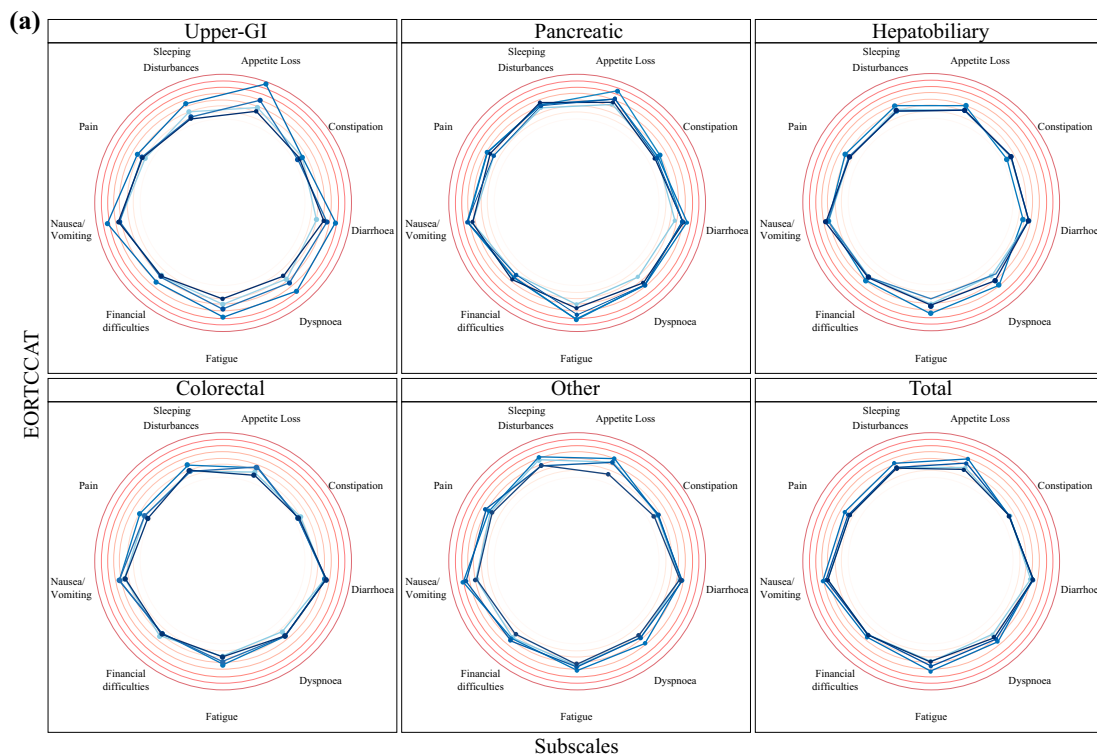 (a)
Upper-GI
Pancreatic
Hepatobiliary
Sleeping
Disturbances
Appetite Loss
Constipation
Diarrhoea
Dyspnoea
Fatigue
Financial
difficulties
Nausea/
Vomiting
Pain
Sleeping
Disturbances
Appetite Loss
Constipation
Diarrhoea
Dyspnoea
Fatigue
Financial
difficulties
Nausea/
Vomiting
Pain
Sleeping
Disturbances
Appetite Loss
Constipation
Diarrhoea
Dyspnoea
Fatigue
Financial
difficulties
Nausea/
Vomiting
Pain
EORTCCAT
Colorectal
Other
Total
Sleeping
Disturbances
Appetite Loss
Constipation
Diarrhoea
Dyspnoea
Fatigue
Financial
difficulties
Nausea/
Vomiting
Pain
Sleeping
Disturbances
Appetite Loss
Constipation
Diarrhoea
Dyspnoea
Fatigue
Financial
difficulties
Nausea/
Vomiting
Pain
Sleeping
Disturbances
Appetite Loss
Constipation
Diarrhoea
Dyspnoea
Fatigue
Financial
difficulties
Nausea/
Vomiting
Pain
Subscales